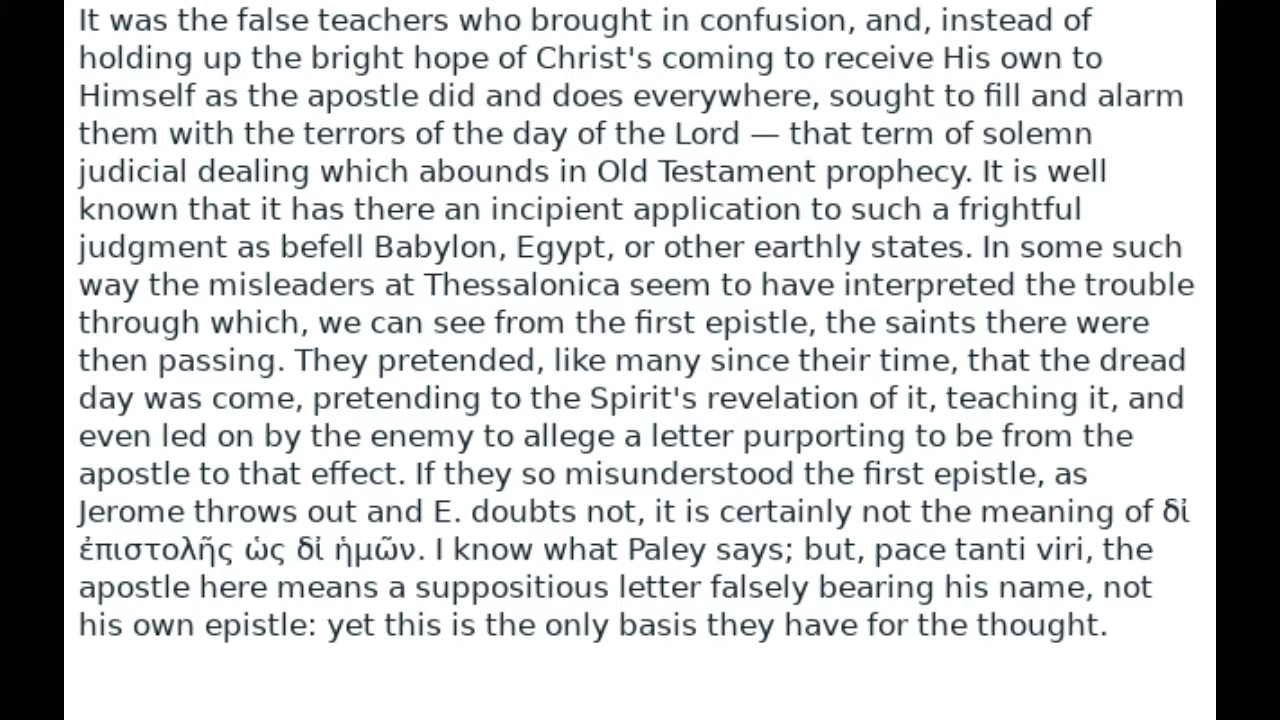 It was the false teachers who brought in confusion, and, instead of
holding up the bright hope of Christ's coming to receive His own to
Himself as the apostle did and does everywhere, sought to fill and alarm
them with the terrors of the day of the Lord — that term of solemn
judicial dealing which abounds in Old Testament prophecy. It is well
known that it has there an incipient application to such a frightful
judgment as befell Babylon, Egypt, or other earthly states. In some such
way the misleaders at Thessalonica seem to have interpreted the trouble
through which, we can see from the first epistle, the saints there were
then passing. They pretended, like many since their time, that the dread
day was come, pretending to the Spirit's revelation of it, teaching it, and
even led on by the enemy to allege a letter purporting to be from the
apostle to that effect. If they so misunderstood the first epistle, as
Jerome throws out and E. doubts not, it is certainly not the meaning of δἰ
ἐπιστολῆς ὡς δἰ ἡμῶν. I know what Paley says; but, pace tanti viri, the
apostle here means a suppositious letter falsely bearing his name, not
his own epistle: yet this is the only basis they have for the thought.